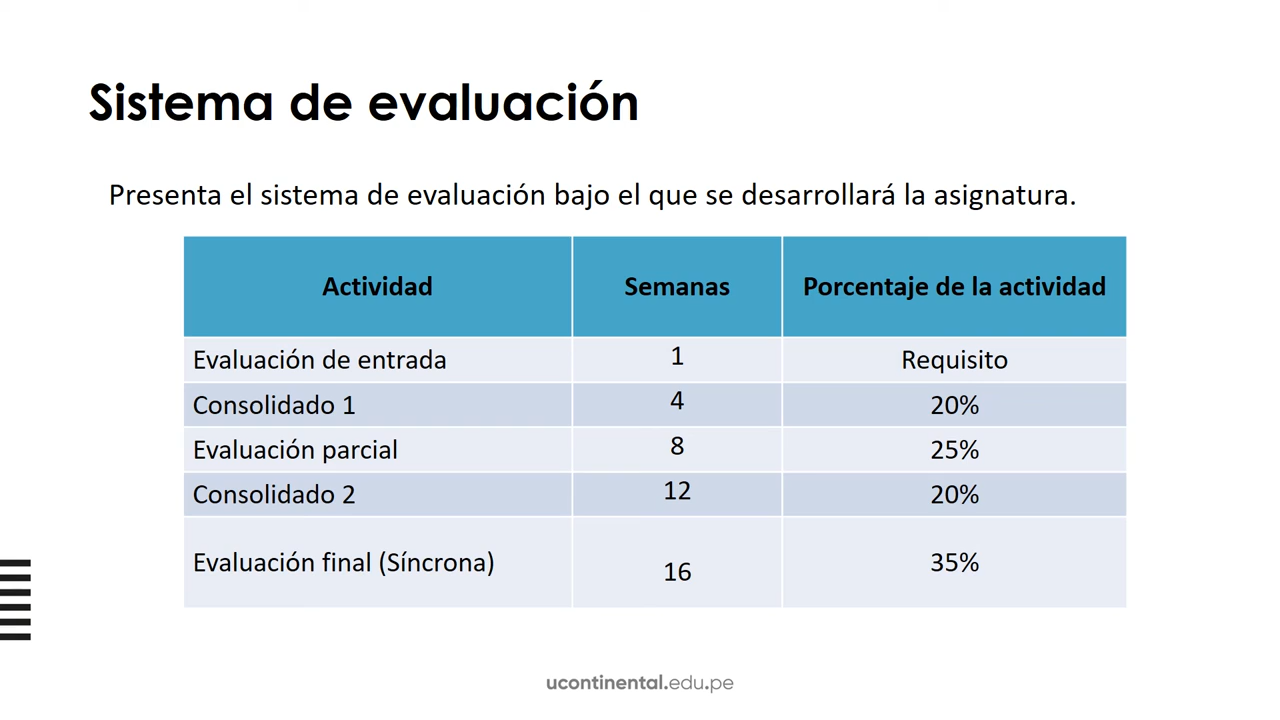 Sistema de evaluación
Presenta el sistema de evaluación bajo el que se desarrollará la asignatura.
Actividad Semanas Porcentaje de la actividad
Evaluación de entrada 1 Requisito
Consolidado 1 4 20%
Evaluación parcial 8 25%
Consolidado 2 12 20%
Evaluación final (Síncrona) 16 35%
ucontinental.edu.pe